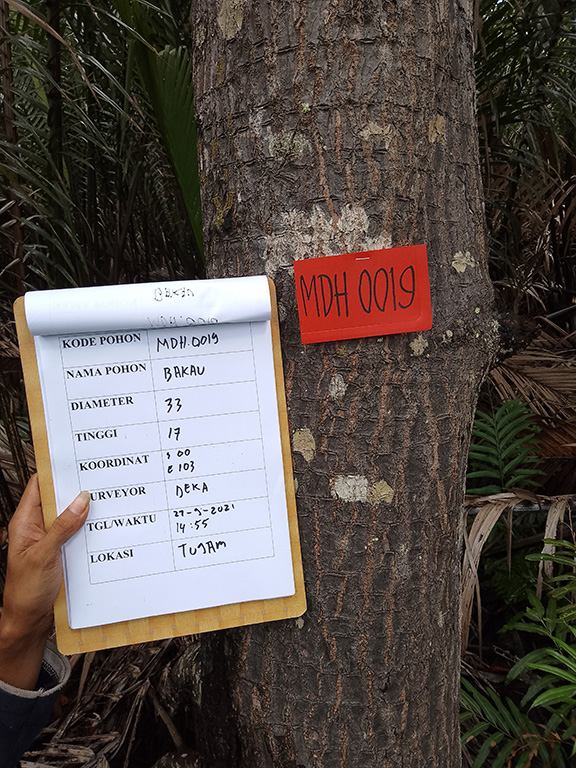 MDH 0019
BAKAU
KODE POHON MDH.0019
NAMA POHON BAKAU
DIAMETER 33
TINGGI 17
KOORDINAT S 00
E 103
URVEYOR DEKA
TGL/WAKTU 27-9-2021
14:55
LOKASI TUJAM